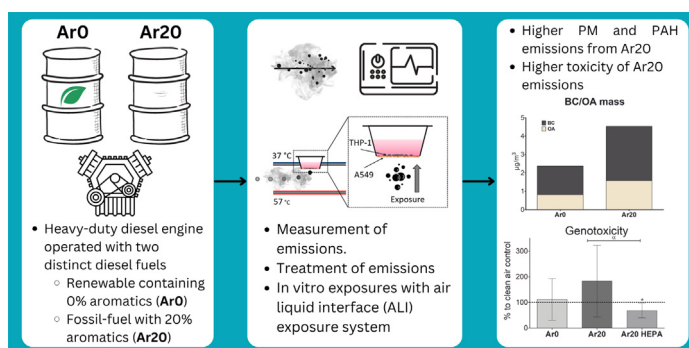 Ar0 Ar20
• Heavy-duty diesel engine
operated with two
distinct diesel fuels
○ Renewable containing
0% aromatics (Ar0)
○ Fossil-fuel with 20%
aromatics (Ar20)
THP-1
37 °C
A549
57 °C
Exposure
• Measurement of
emissions.
• Treatment of emissions
• In vitro exposures with air
liquid interface (ALI)
exposure system
• Higher PM and PAH
emissions from Ar20
• Higher toxicity of Ar20
emissions
BC/OA mass
BC
OA
µg/m³
5
4
3
2
1
0
Ar0 Ar20
Genotoxicity
α
% to clean air control
300
200
100
0
*
Ar0 Ar20 Ar20 HEPA